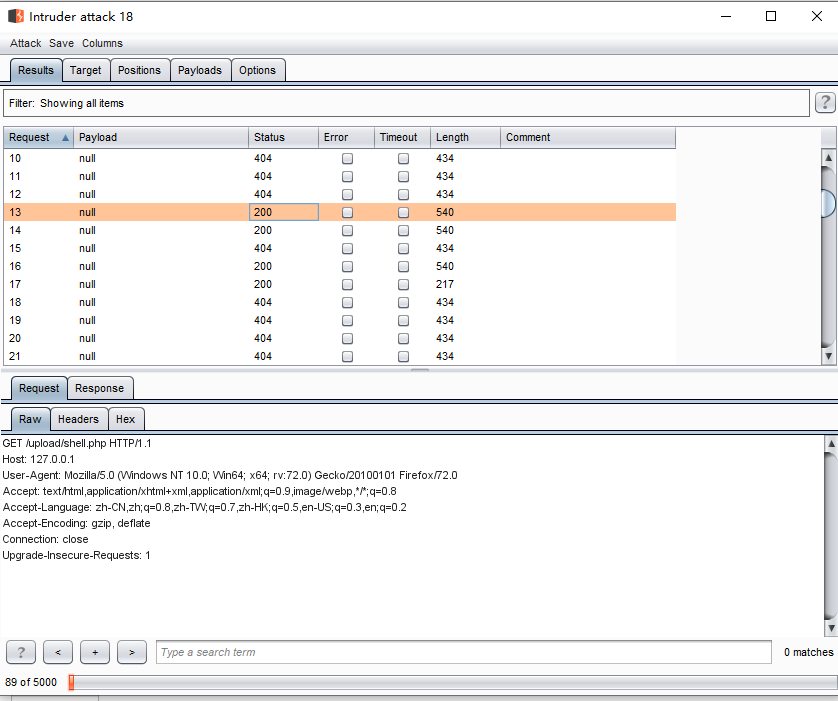 Intruder attack 18
Attack Save Columns
Results Target Positions Payloads Options
Filter: Showing all items ?
Request Payload Status Error Timeout Length Comment
10 null 404 434
11 null 404 434
12 null 404 434
13 null 200 540
14 null 200 540
15 null 404 434
16 null 200 540
17 null 200 217
18 null 404 434
19 null 404 434
20 null 404 434
21 null 404 434
Request Response
Raw Headers Hex
GET /upload/shell.php HTTP/1.1
Host: 127.0.0.1
User-Agent: Mozilla/5.0 (Windows NT 10.0; Win64; x64; rv:72.0) Gecko/20100101 Firefox/72.0
Accept: text/html,application/xhtml+xml,application/xml;q=0.9,image/webp,*/*;q=0.8
Accept-Language: zh-CN,zh;q=0.8,zh-TW;q=0.7,zh-HK;q=0.5,en-US;q=0.3,en;q=0.2
Accept-Encoding: gzip, deflate
Connection: close
Upgrade-Insecure-Requests: 1
? < + > Type a search term 0 matches
89 of 5000